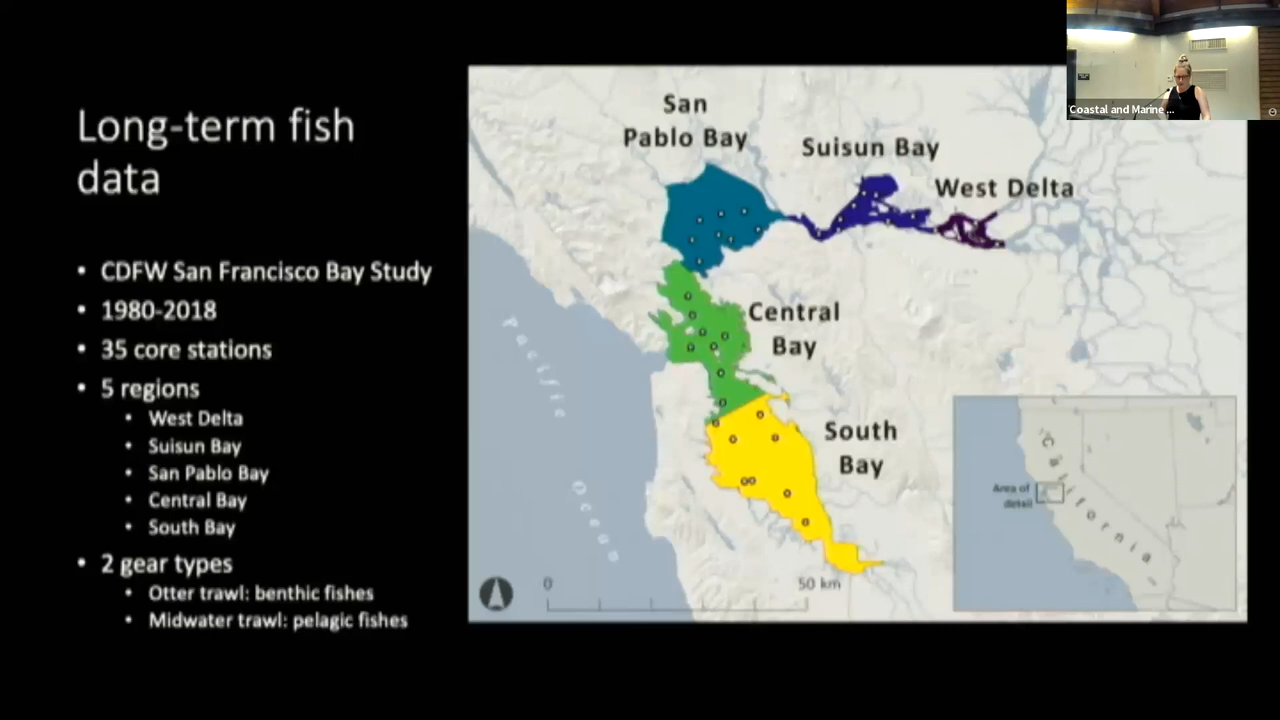 Long-term fish
data
• CDFW San Francisco Bay Study
• 1980-2018
• 35 core stations
• 5 regions
• West Delta
• Suisun Bay
• San Pablo Bay
• Central Bay
• South Bay
• 2 gear types
• Otter trawl: benthic fishes
• Midwater trawl: pelagic fishes
San
Pablo Bay
Suisun Bay
West Delta
Central
Bay
South
Bay
Pacific
Ocean
0
50 km
Area of
detail
California
Coastal and Marine ...